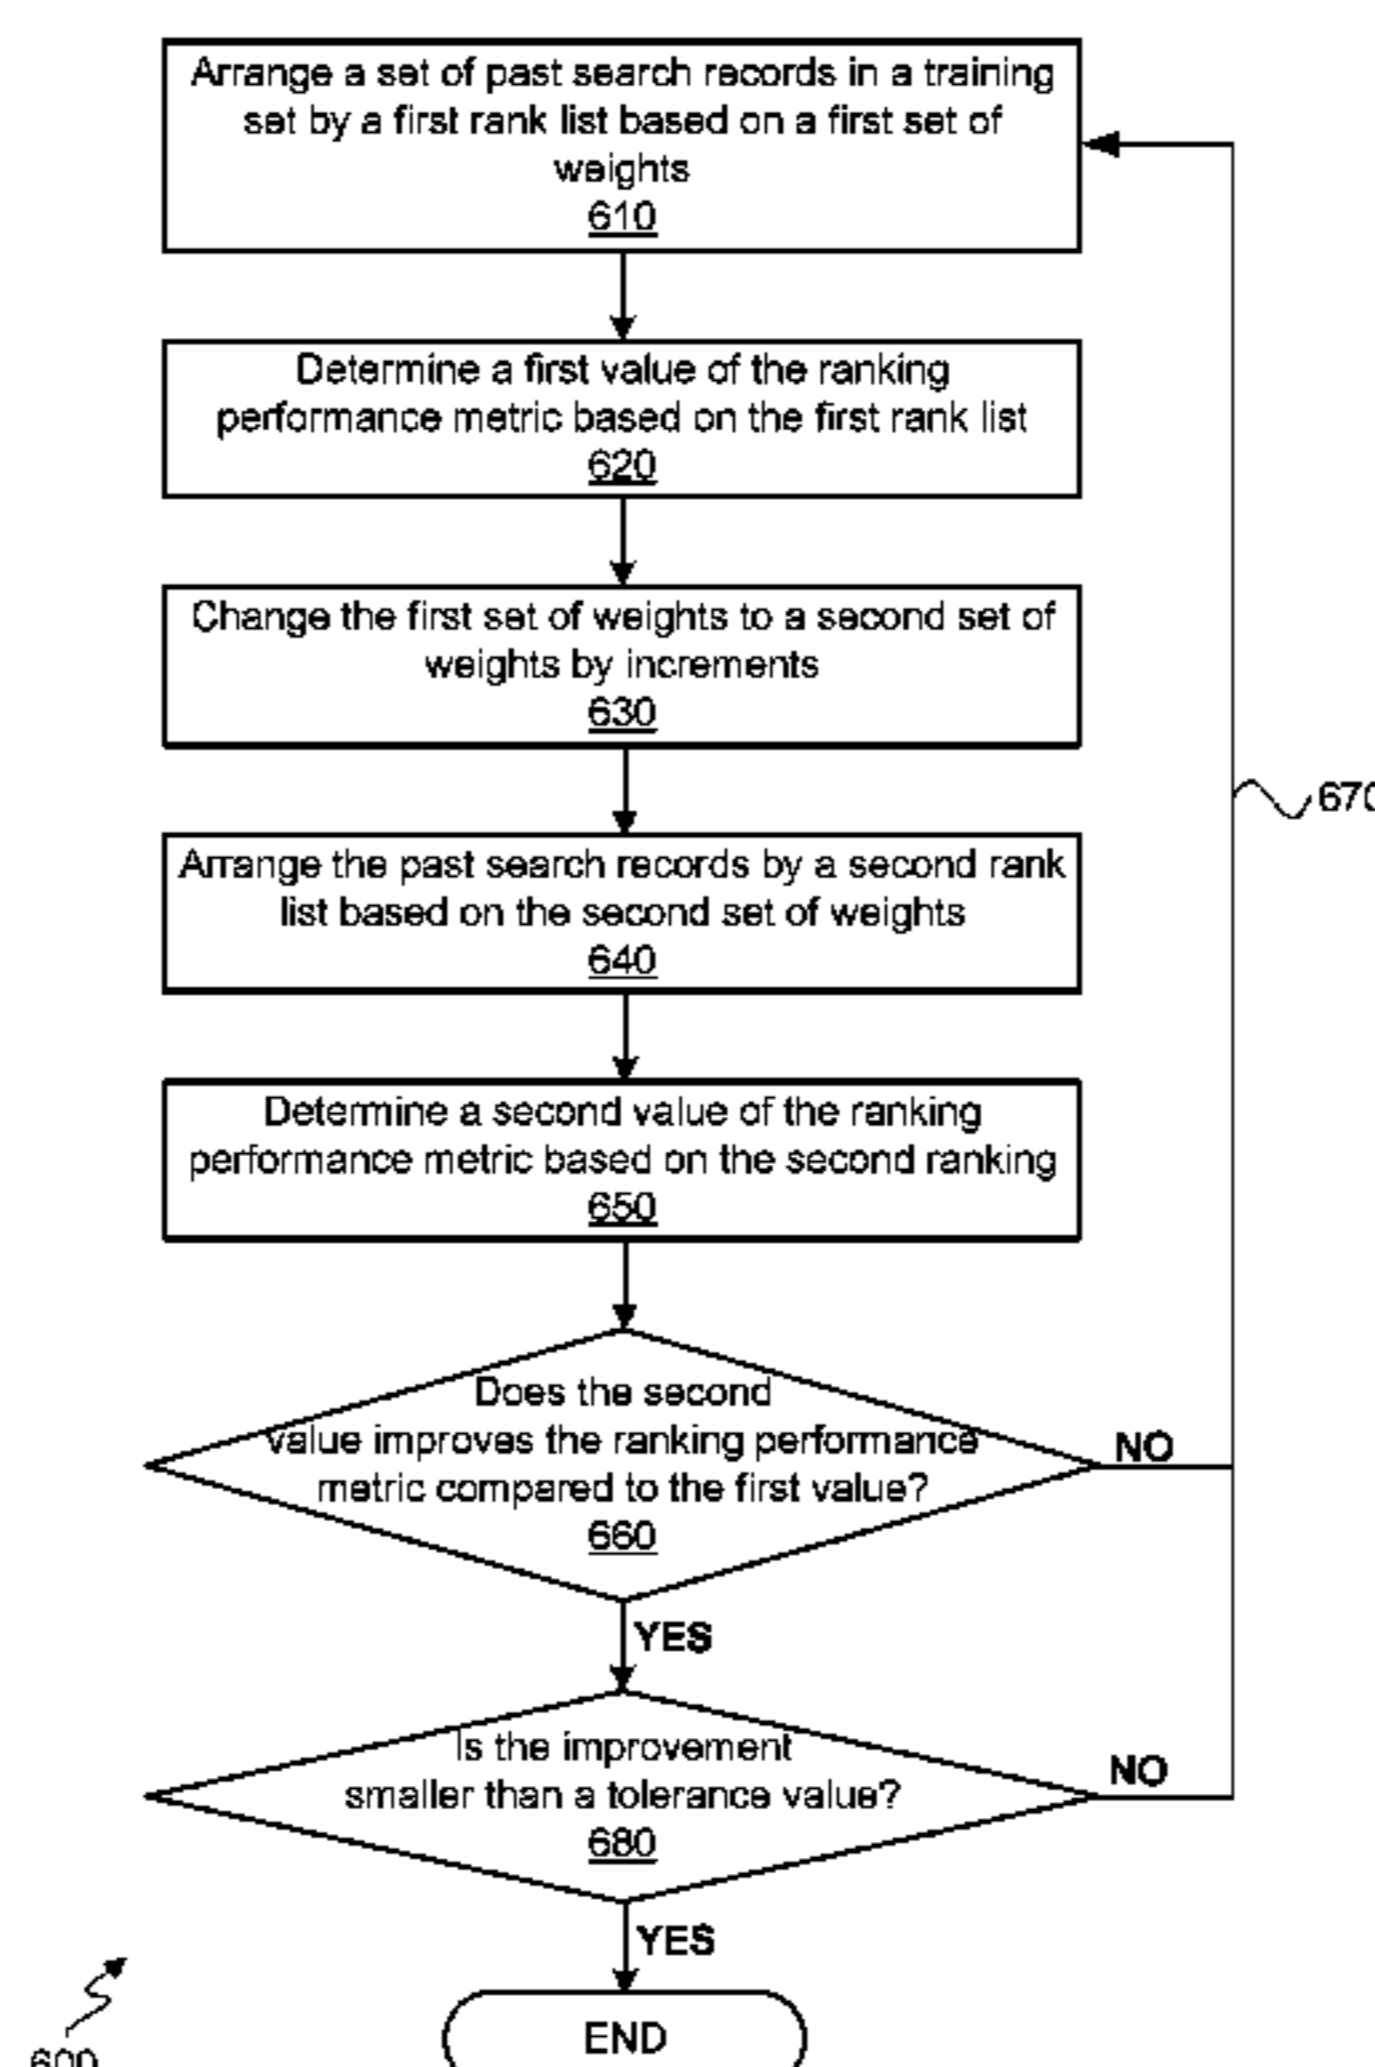 Arrange a set of past search records in a training
set by a first rank list based on a first set of
weights
610
Determine a first value of the ranking
performance metric based on the first rank list
620
Change the first set of weights to a second set of
weights by increments
630
670
Arrange the past search records by a second rank
list based on the second set of weights
640
Determine a second value of the ranking
performance metric based on the second ranking
650
Does the second
value improves the ranking performance
metric compared to the first value?
660
NO
YES
Is the improvement
smaller than a tolerance value?
680
NO
YES
END
600